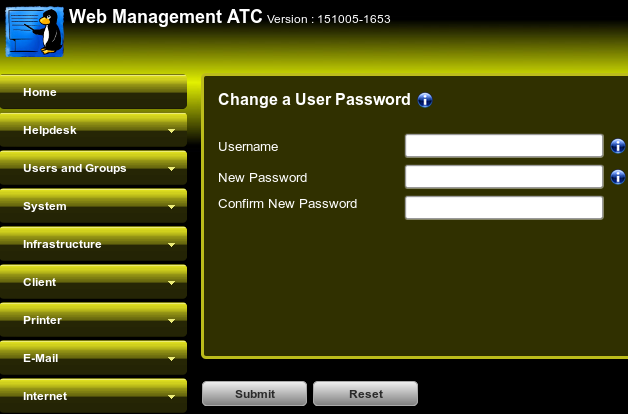 Web Management ATC Version : 151005-1653
Home
Helpdesk
Users and Groups
System
Infrastructure
Client
Printer
E-Mail
Internet
Change a User Password
Username
New Password
Confirm New Password
Submit Reset